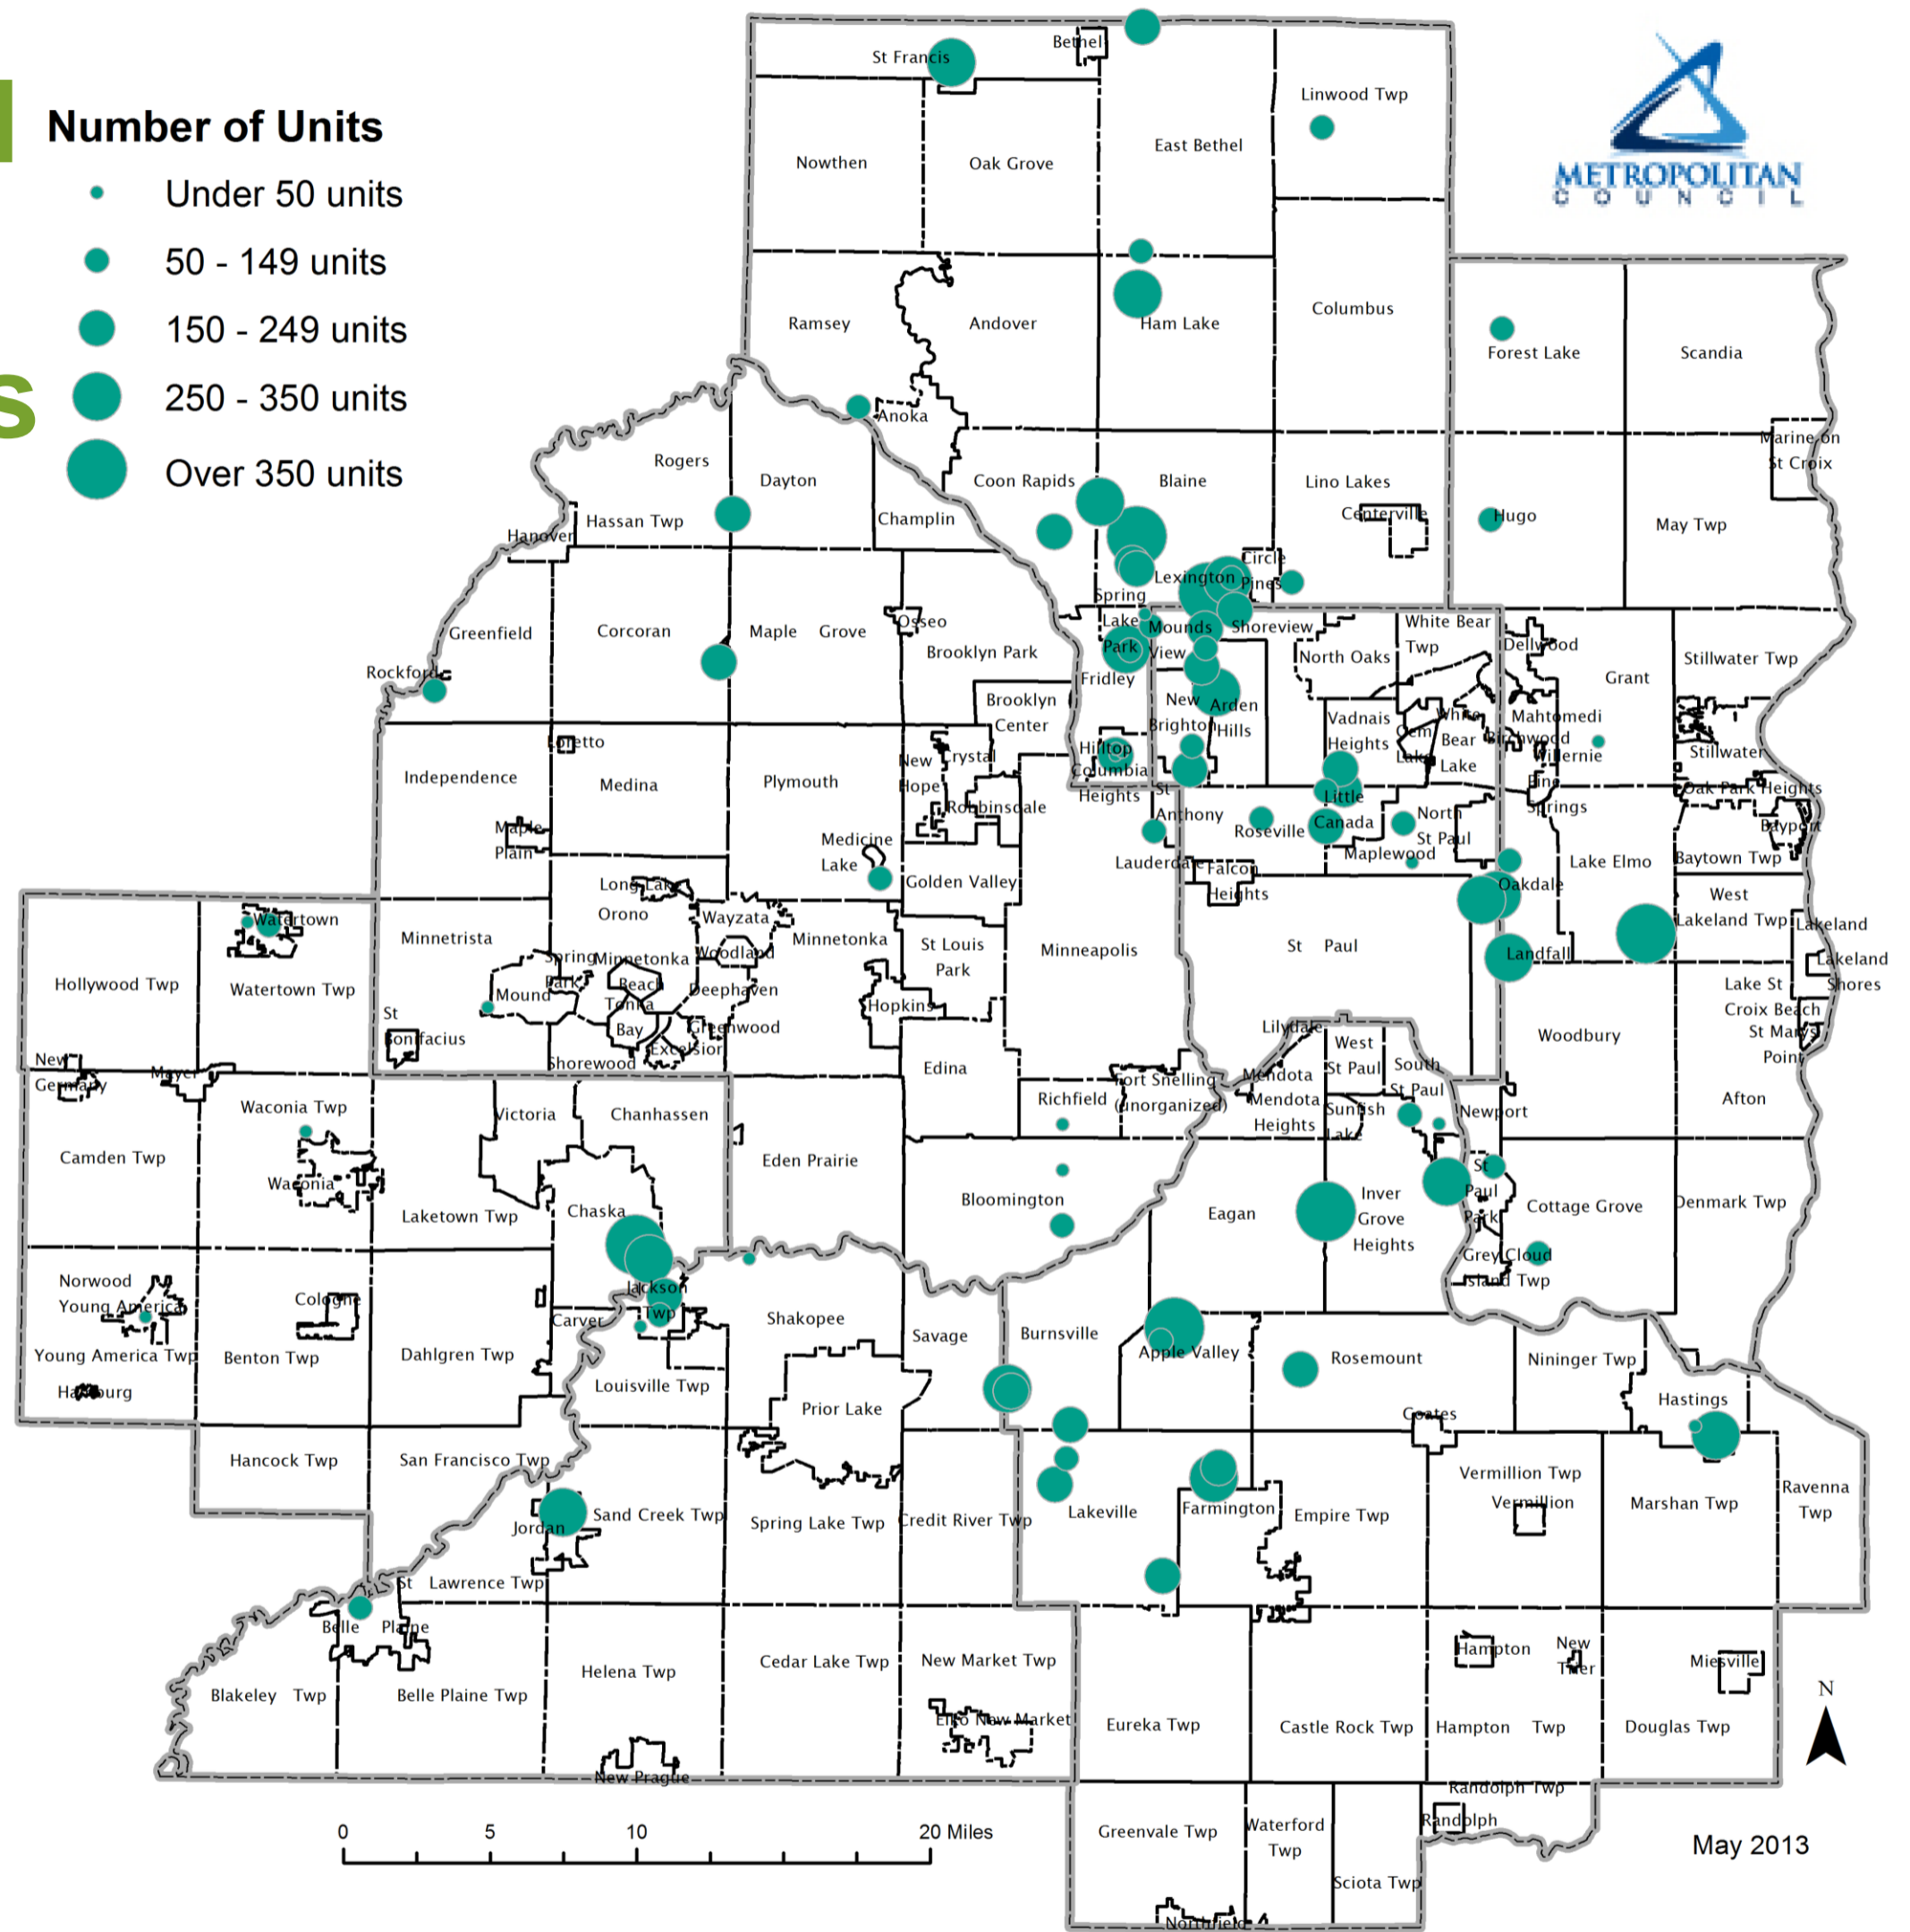 Number of Units
Under 50 units
50 - 149 units
150 - 249 units
250 - 350 units
Over 350 units
s
METROPOLITAN
COUNCIL
St Francis
Bethel
Linwood Twp
Nowthen
Oak Grove
East Bethel
Ramsey
Andover
Ham Lake
Columbus
Forest Lake
Scandia
Anoka
Marine on
St Croix
Rogers
Dayton
Coon Rapids
Blaine
Lino Lakes
Centerville
Hugo
May Twp
Hassan Twp
Champlin
Hanover
Circle
Pines
Lexington
Spring
Lake
Park
Greenfield
Corcoran
Maple Grove
Osseo
Brooklyn Park
Mounds
View
Shoreview
White Bear
Twp
North Oaks
Dellwood
Grant
Stillwater Twp
Rockford
Fridley
Brooklyn
Center
New
Brighton
Arden
Hills
Vadnais
Heights
Gem
Lake
White
Bear
Lake
Mahtomedi
Birchwood
Willernie
Stillwater
Loretto
Independence
Medina
Plymouth
New
Hope
Crystal
Robbinsdale
Hilltop
Columbia
Heights
St
Anthony
Little
Canada
Roseville
North
St Paul
Pine
Springs
Oak Park Heights
Bayport
Maple
Plain
Medicine
Lake
Lauderdale
Falcon
Heights
Maplewood
Lake Elmo
Baytown Twp
Golden Valley
Long Lake
Orono
Wayzata
Oakdale
West
Lakeland Twp
Lakeland
Watertown
Hollywood Twp
Watertown Twp
Minnetrista
Minnetonka
St Louis
Park
Minneapolis
St Paul
Landfall
Lakeland
Shores
Spring
Park
Minnetonka
Beach
Woodland
Mound
Tonka
Bay
Deephaven
Greenwood
Excelsior
Shorewood
Hopkins
St
Bonifacius
Lake St
Croix Beach
St Marys
Point
Woodbury
Lilydale
West
St Paul
South
St Paul
New
Germany
Mayer
Edina
Richfield
Fort Snelling
(unorganized)
Mendota
Mendota
Heights
Sunfish
Lake
Newport
Afton
Waconia Twp
Victoria
Chanhassen
Camden Twp
Waconia
Laketown Twp
Chaska
Eden Prairie
Bloomington
Eagan
Inver
Grove
Heights
St
Paul
Park
Cottage Grove
Denmark Twp
Grey Cloud
Island Twp
Norwood
Young America
Cologne
Jackson
Twp
Carver
Shakopee
Savage
Burnsville
Apple Valley
Rosemount
Nininger Twp
Young America Twp
Benton Twp
Dahlgren Twp
Hamburg
Louisville Twp
Prior Lake
Coates
Hastings
Hancock Twp
San Francisco Twp
Jordan
Sand Creek Twp
Spring Lake Twp
Credit River Twp
Lakeville
Farmington
Empire Twp
Vermillion Twp
Vermillion
Marshan Twp
Ravenna
Twp
St Lawrence Twp
Belle Plaine
Blakeley Twp
Belle Plaine Twp
Helena Twp
Cedar Lake Twp
New Market Twp
Elko New Market
Eureka Twp
Castle Rock Twp
Hampton
New
Trier
Miesville
Hampton Twp
Douglas Twp
New Prague
Randolph Twp
Randolph
Greenvale Twp
Waterford
Twp
Sciota Twp
Northfield
N
0 5 10 20 Miles
May 2013